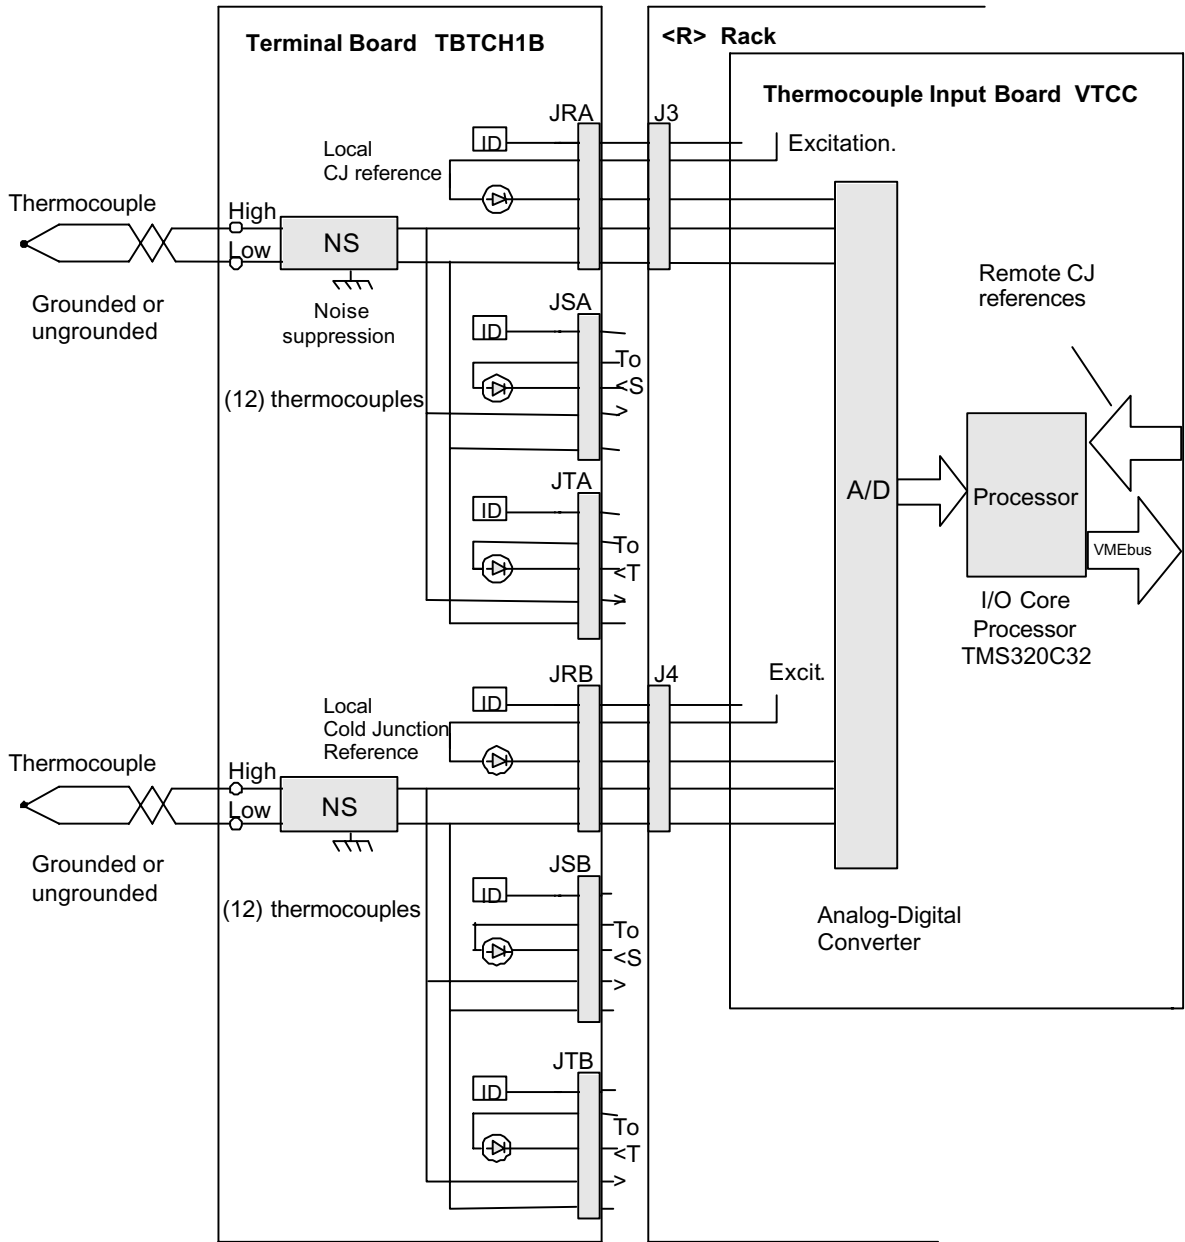 Terminal Board TBTCH1B
<R> Rack
Thermocouple Input Board VTCC
JRA
J3
ID
Excitation.
Local
CJ reference
Thermocouple
High
Low
NS
Grounded or
ungrounded
Noise
suppression
Remote CJ
references
JSA
ID
To
<S
>
(12) thermocouples
JTA
ID
To
<T
>
A/D
Processor
VMEbus
I/O Core
Processor
TMS320C32
JRB
J4
Excit.
ID
Local
Cold Junction
Reference
Thermocouple
High
Low
NS
Grounded or
ungrounded
(12) thermocouples
JSB
ID
To
<S
>
Analog-Digital
Converter
JTB
ID
To
<T
>